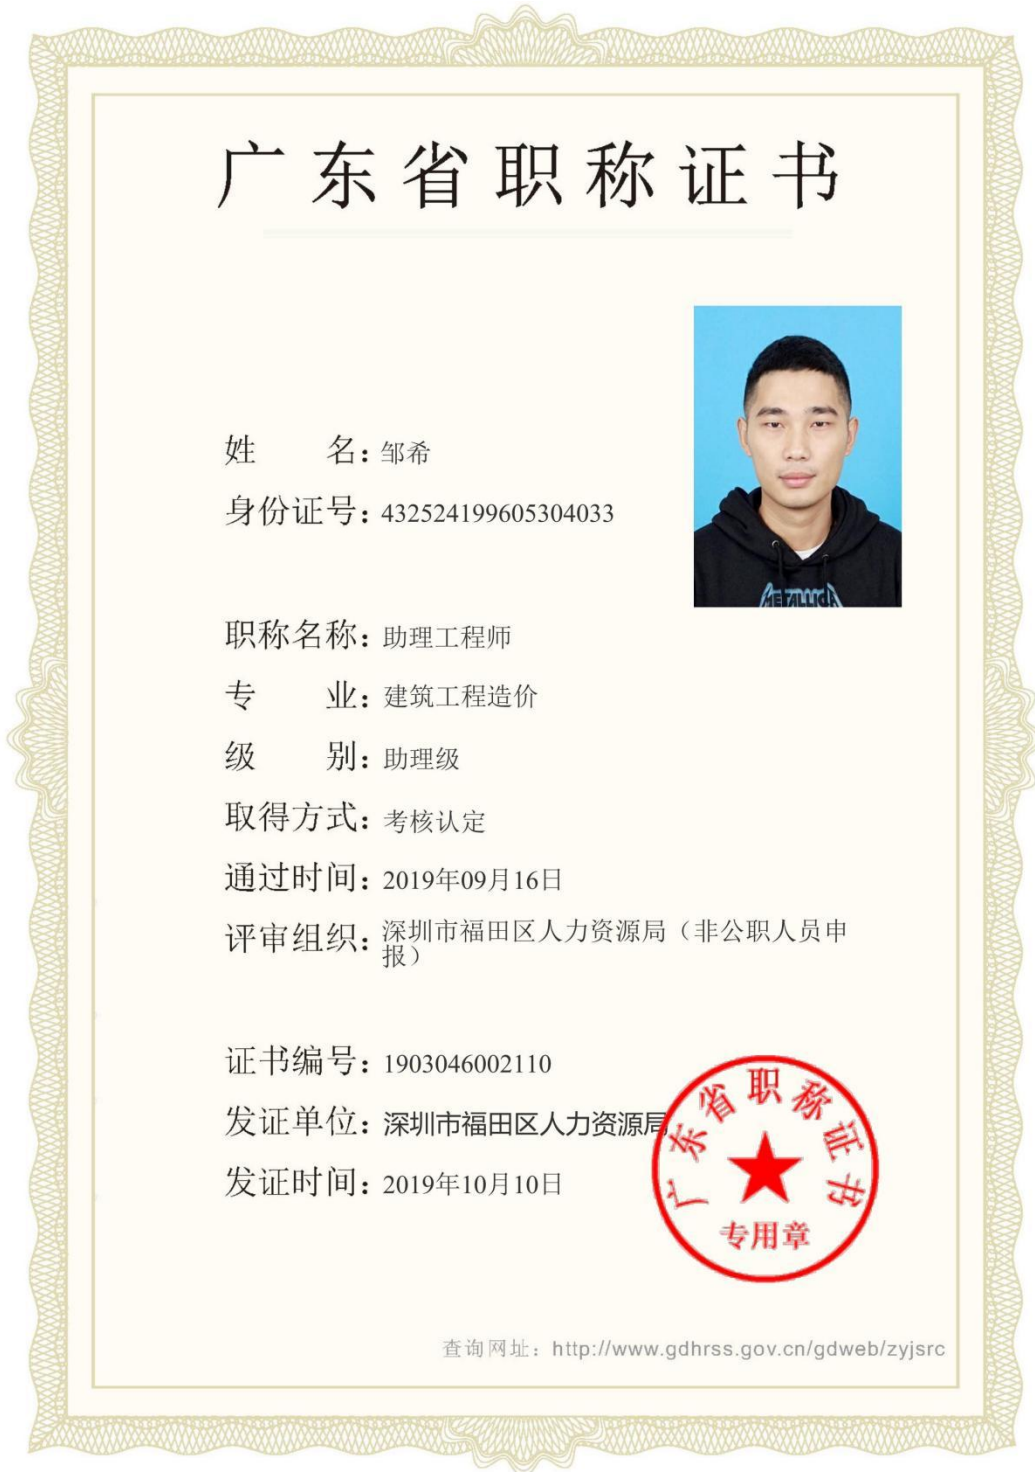 广东省职称证书
姓 名：邹希
身份证号：432524199605304033
METALLICA
职称名称：助理工程师
专 业：建筑工程造价
级 别：助理级
取得方式：考核认定
通过时间：2019年09月16日
评审组织：深圳市福田区人力资源局（非公职人员申
报）
证书编号：1903046002110
发证单位：深圳市福田区人力资源局
发证时间：2019年10月10日
广东省职称证书
专用章
查询网址：http://www.gdhrss.gov.cn/gdweb/zyjsrc